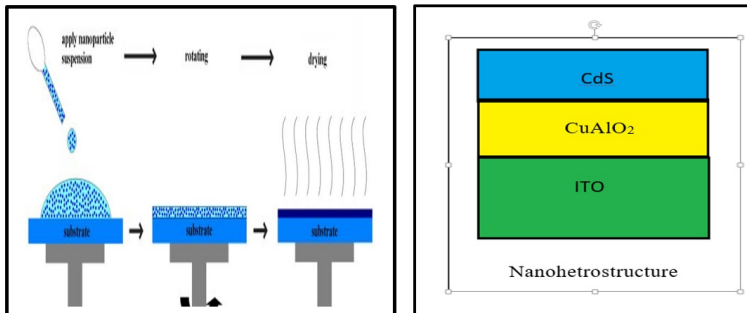 apply nanoparticle
suspension
rotating
drying
substrate
substrate
substrate
CdS
CuAlO₂
ITO
Nanohetrostructure